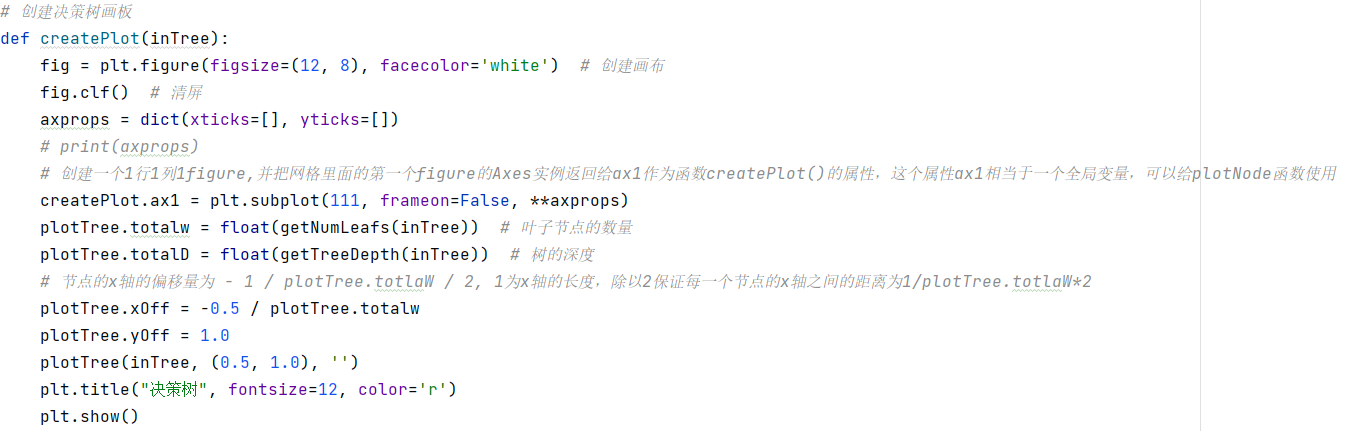 # 创建决策树画板
def createPlot(inTree):
    fig = plt.figure(figsize=(12, 8), facecolor='white')  # 创建画布
    fig.clf()  # 清屏
    axprops = dict(xticks=[], yticks=[])
    # print(axprops)
    # 创建一个1行1列1figure,并把网格里面的第一个figure的Axes实例返回给ax1作为函数createPlot()的属性，这个属性ax1相当于一个全局变量，可以给plotNode函数使用
    createPlot.ax1 = plt.subplot(111, frameon=False, **axprops)
    plotTree.totalw = float(getNumLeafs(inTree))  # 叶子节点的数量
    plotTree.totalD = float(getTreeDepth(inTree))  # 树的深度
    # 节点的x轴的偏移量为 - 1 / plotTree.totlaW / 2, 1为x轴的长度，除以2保证每一个节点的x轴之间的距离为1/plotTree.totlaW*2
    plotTree.xOff = -0.5 / plotTree.totalw
    plotTree.yOff = 1.0
    plotTree(inTree, (0.5, 1.0), '')
    plt.title("决策树", fontsize=12, color='r')
    plt.show()